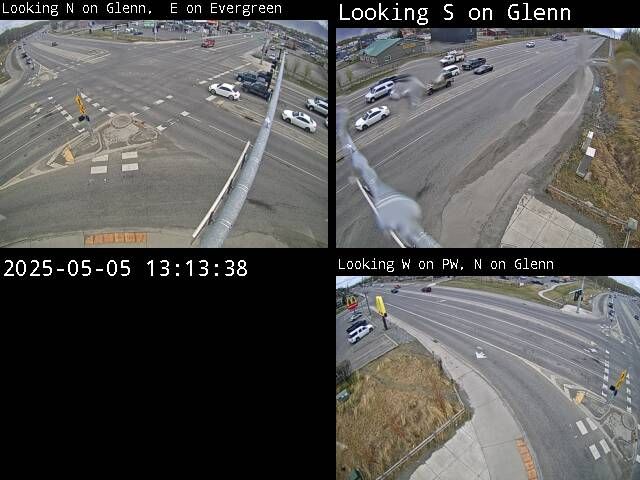 Looking N on Glenn,  E on Evergreen
Looking S on Glenn
2025-05-05 13:13:38
Looking W on PW, N on Glenn